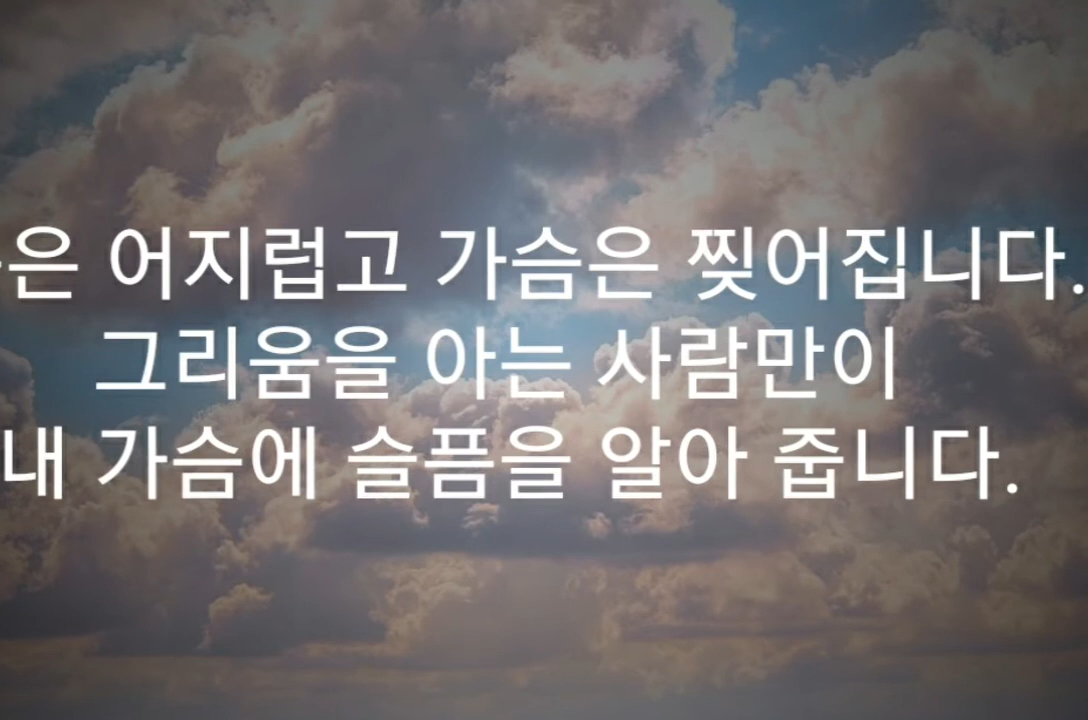 은 어지럽고 가슴은 찢어집니다.
그리움을 아는 사람만이
내 가슴에 슬픔을 알아 줍니다.